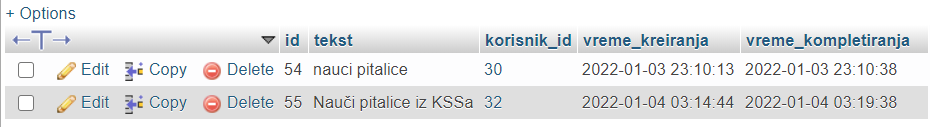 + Options
id tekst korisnik_id vreme_kreiranja vreme_kompletiranja
Edit Copy Delete 54 nauci pitalice 30 2022-01-03 23:10:13 2022-01-03 23:10:38
Edit Copy Delete 55 Nauči pitalice iz KSSa 32 2022-01-04 03:14:44 2022-01-04 03:19:38